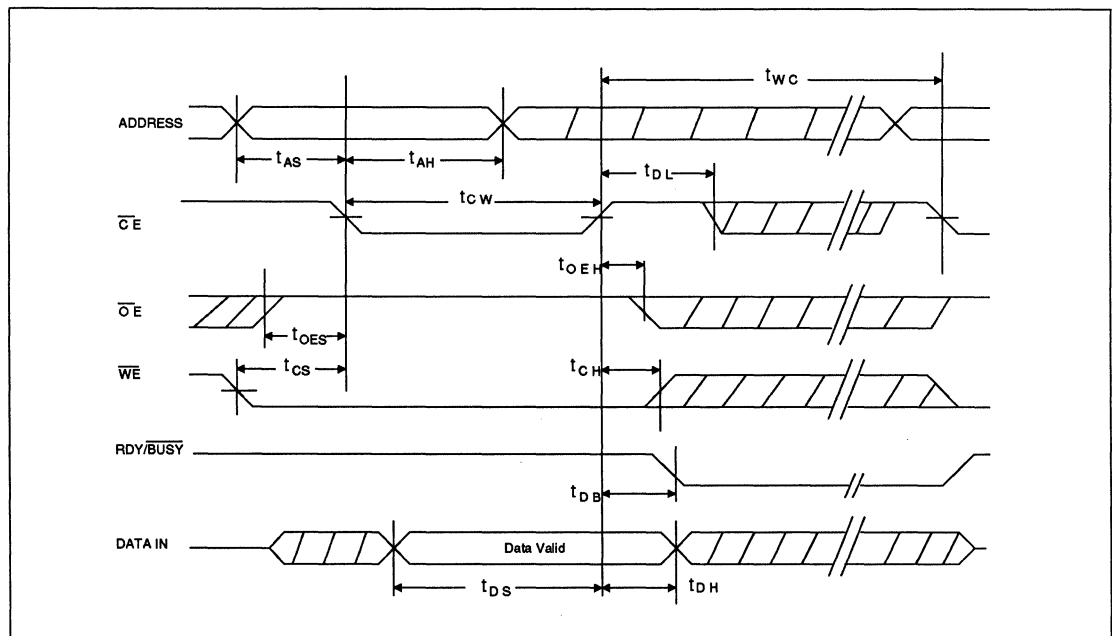 tWC
ADDRESS
tAS
tAH
tDL
tCW
CE
tOEH
OE
tOES
tCS
WE
tCH
RDY/BUSY
tDB
DATA IN
Data Valid
tDS
tDH